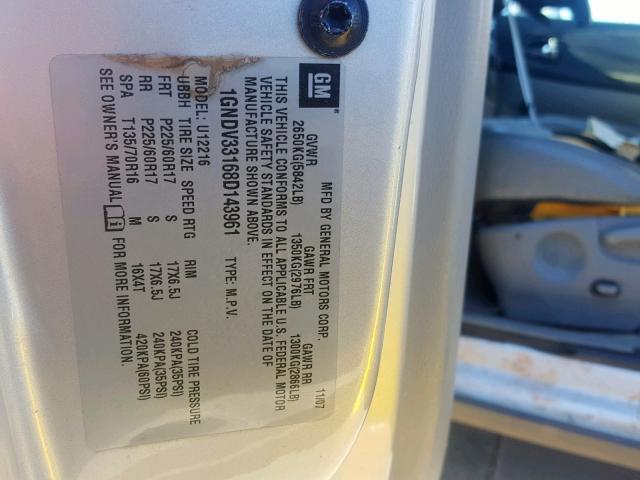 GM
MFD BY GENERAL MOTORS CORP. 11/07
GVWR GAWR FRT GAWR RR
2650KG(5842LB) 1350KG(2976LB) 1300KG(2866LB)
THIS VEHICLE CONFORMS TO ALL APPLICABLE U.S. FEDERAL MOTOR
VEHICLE SAFETY STANDARDS IN EFFECT ON THE DATE OF
MANUFACTURE SHOWN ABOVE.
1GNDV33168D143961 TYPE: M.P.V.
MODEL: U12216
UBBH TIRE SIZE SPEED RTG RIM COLD TIRE PRESSURE
FRT P225/60R17 S 17X6.5J 240KPA(35PSI)
RR P225/60R17 S 17X6.5J 240KPA(35PSI)
SPA T135/70R16 M 16X4T 420KPA(60PSI)
SEE OWNER'S MANUAL FOR MORE INFORMATION.